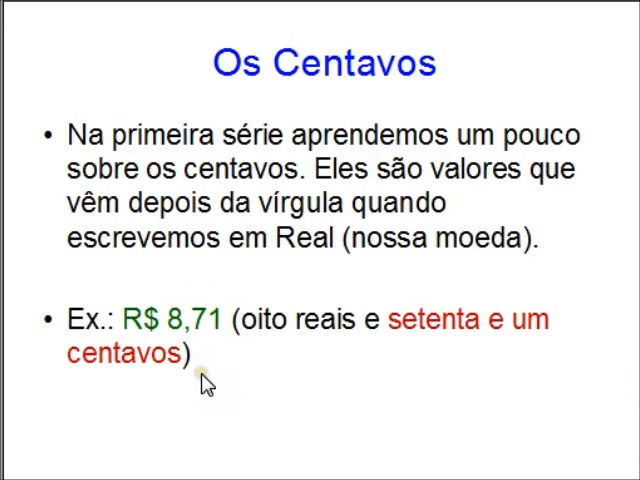 Os Centavos
• Na primeira série aprendemos um pouco
sobre os centavos. Eles são valores que
vêm depois da vírgula quando
escrevemos em Real (nossa moeda).
• Ex.: R$ 8,71 (oito reais e setenta e um
centavos)